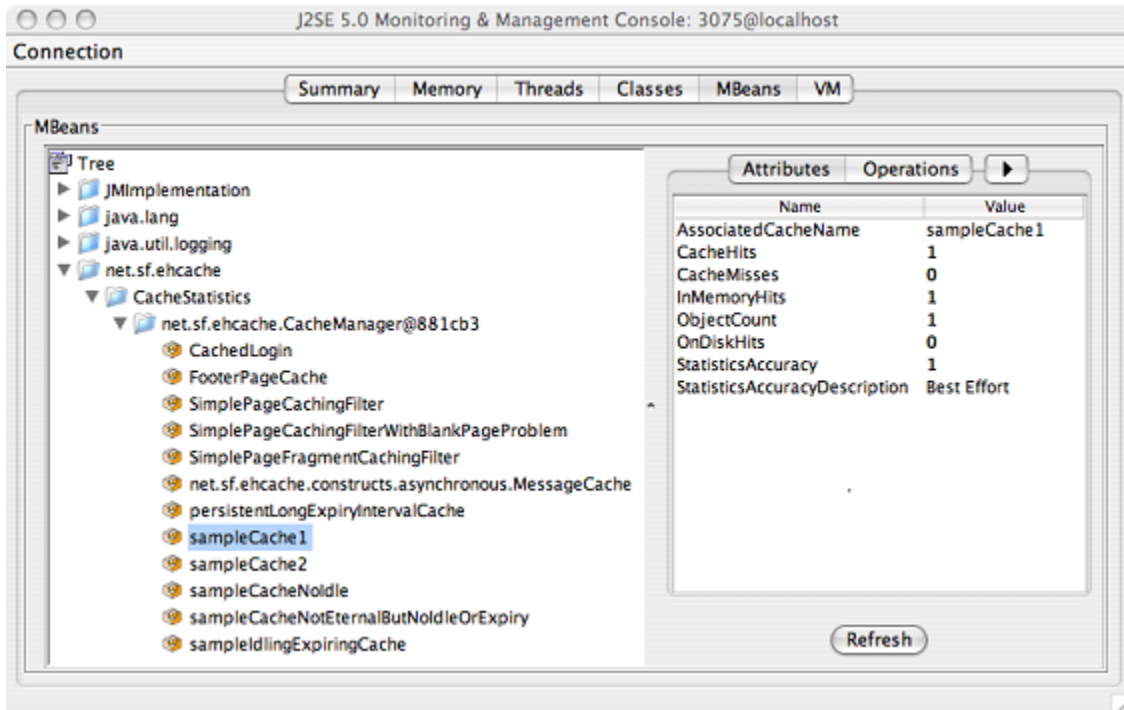 J2SE 5.0 Monitoring & Management Console: 3075@localhost
Connection
Summary Memory Threads Classes MBeans VM
MBeans
Tree
JMImplementation
java.lang
java.util.logging
net.sf.ehcache
CacheStatistics
net.sf.ehcache.CacheManager@881cb3
CachedLogin
FooterPageCache
SimplePageCachingFilter
SimplePageCachingFilterWithBlankPageProblem
SimplePageFragmentCachingFilter
net.sf.ehcache.constructs.asynchronous.MessageCache
persistentLongExpiryIntervalCache
sampleCache1
sampleCache2
sampleCacheNoIdle
sampleCacheNotEternalButNoIdleOrExpiry
sampleIdlingExpiringCache
Attributes Operations
Name Value
AssociatedCacheName sampleCache1
CacheHits 1
CacheMisses 0
InMemoryHits 1
ObjectCount 1
OnDiskHits 0
StatisticsAccuracy 1
StatisticsAccuracyDescription Best Effort
Refresh